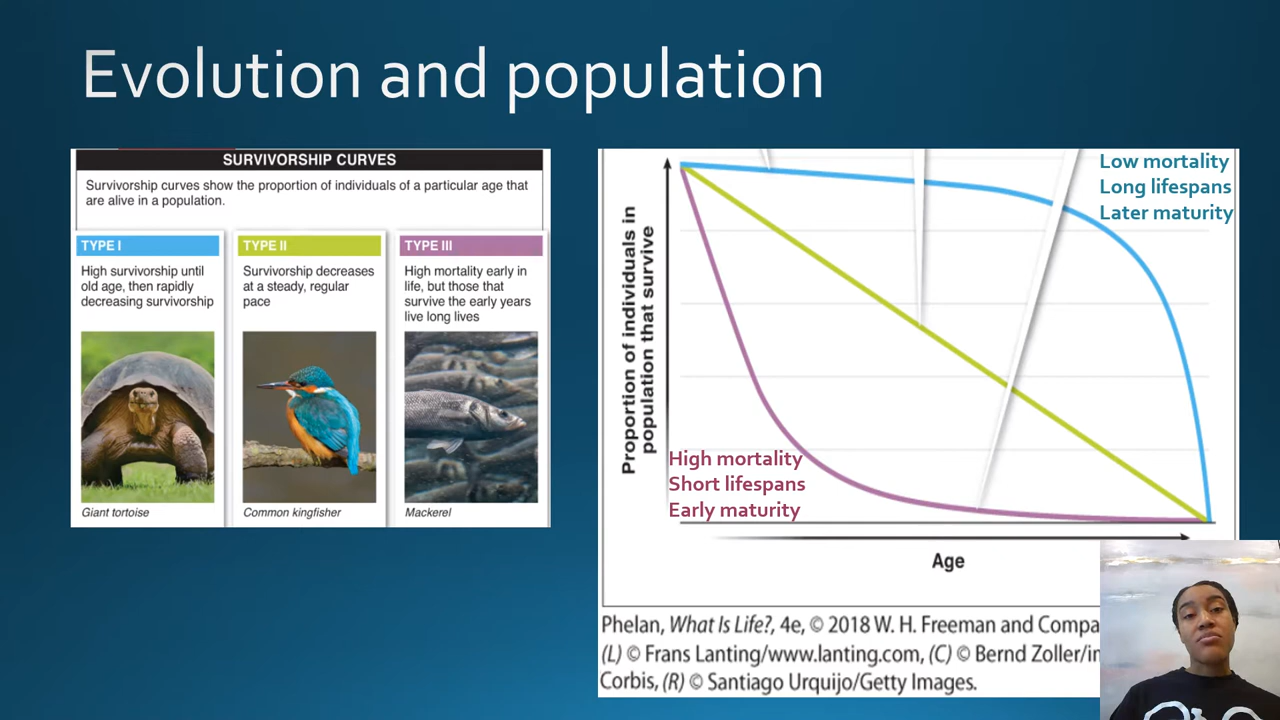 Evolution and population
SURVIVORSHIP CURVES
Survivorship curves show the proportion of individuals of a particular age that
are alive in a population.
TYPE I
High survivorship until
old age, then rapidly
decreasing survivorship
Giant tortoise
TYPE II
Survivorship decreases
at a steady, regular
pace
Common kingfisher
TYPE III
High mortality early in
life, but those that
survive the early years
live long lives
Mackerel
Proportion of individuals in
population that survive
Low mortality
Long lifespans
Later maturity
High mortality
Short lifespans
Early maturity
Age
Phelan, What Is Life?, 4e, © 2018 W. H. Freeman and Compa
(L) © Frans Lanting/www.lanting.com, (C) © Bernd Zoller/
Corbis, (R) © Santiago Urquijo/Getty Images.